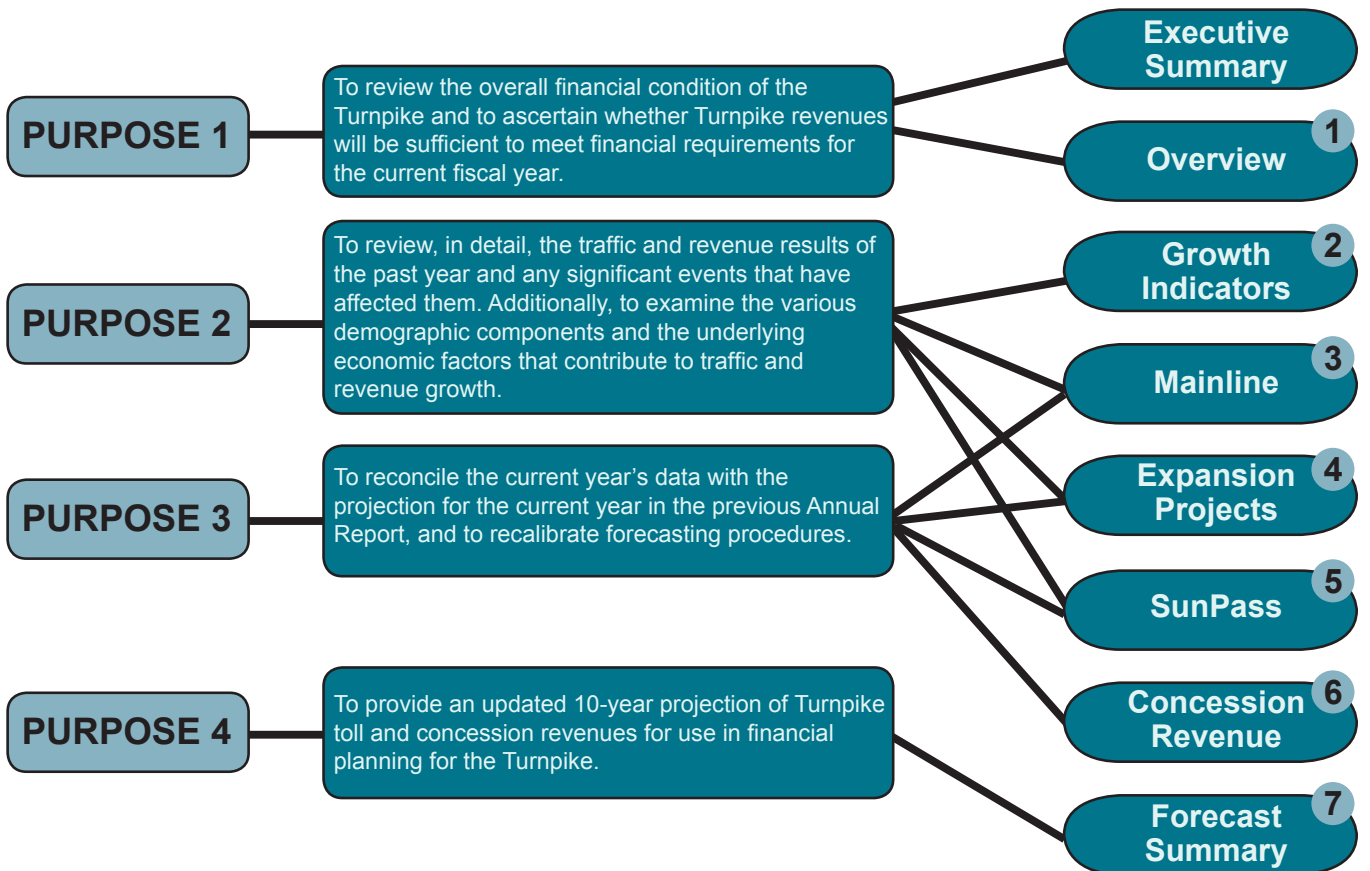 PURPOSE 1
To review the overall financial condition of the
Turnpike and to ascertain whether Turnpike revenues
will be sufficient to meet financial requirements for
the current fiscal year.
Executive
Summary
1
Overview
PURPOSE 2
To review, in detail, the traffic and revenue results of
the past year and any significant events that have
affected them. Additionally, to examine the various
demographic components and the underlying
economic factors that contribute to traffic and
revenue growth.
2
Growth
Indicators
3
Mainline
PURPOSE 3
To reconcile the current year’s data with the
projection for the current year in the previous Annual
Report, and to recalibrate forecasting procedures.
4
Expansion
Projects
5
SunPass
6
Concession
Revenue
PURPOSE 4
To provide an updated 10-year projection of Turnpike
toll and concession revenues for use in financial
planning for the Turnpike.
7
Forecast
Summary